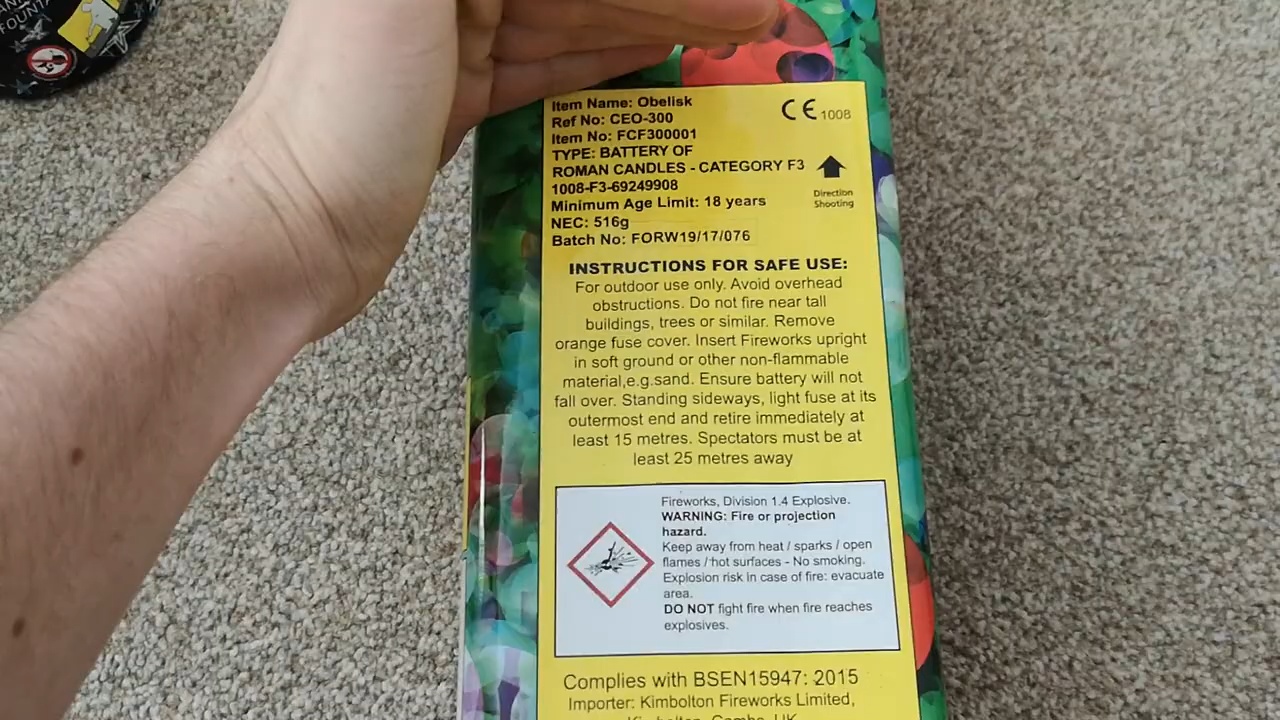 FOUNTA
Item Name: Obelisk
Ref No: CEO-300
Item No: FCF300001
TYPE: BATTERY OF
ROMAN CANDLES - CATEGORY F3
1008-F3-69249908
Minimum Age Limit: 18 years
NEC: 516g
Batch No: FORW19/17/076
CE 1008
Direction
Shooting
INSTRUCTIONS FOR SAFE USE:
For outdoor use only. Avoid overhead
obstructions. Do not fire near tall
buildings, trees or similar. Remove
orange fuse cover. Insert Fireworks upright
in soft ground or other non-flammable
material,e.g.sand. Ensure battery will not
fall over. Standing sideways, light fuse at its
outermost end and retire immediately at
least 15 metres. Spectators must be at
least 25 metres away
Fireworks, Division 1.4 Explosive.
WARNING: Fire or projection
hazard.
Keep away from heat / sparks / open
flames / hot surfaces - No smoking.
Explosion risk in case of fire: evacuate
area.
DO NOT fight fire when fire reaches
explosives.
Complies with BSEN15947: 2015
Importer: Kimbolton Fireworks Limited,
Kimbolton, Cambs, UK